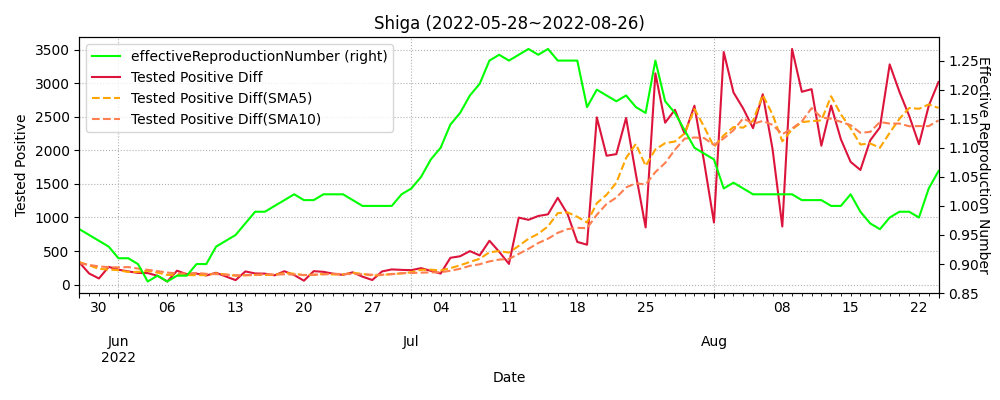 Shiga (2022-05-28~2022-08-26)
effectiveReproductionNumber (right)
Tested Positive Diff
Tested Positive Diff(SMA5)
Tested Positive Diff(SMA10)
Tested Positive
3500
3000
2500
2000
1500
1000
500
0
1.25
1.20
1.15
1.10
1.05
1.00
0.95
0.90
0.85
Effective Reproduction Number
30 06 13 20 27 04 11 18 25 08 15 22
Jun Jul Aug
2022
Date